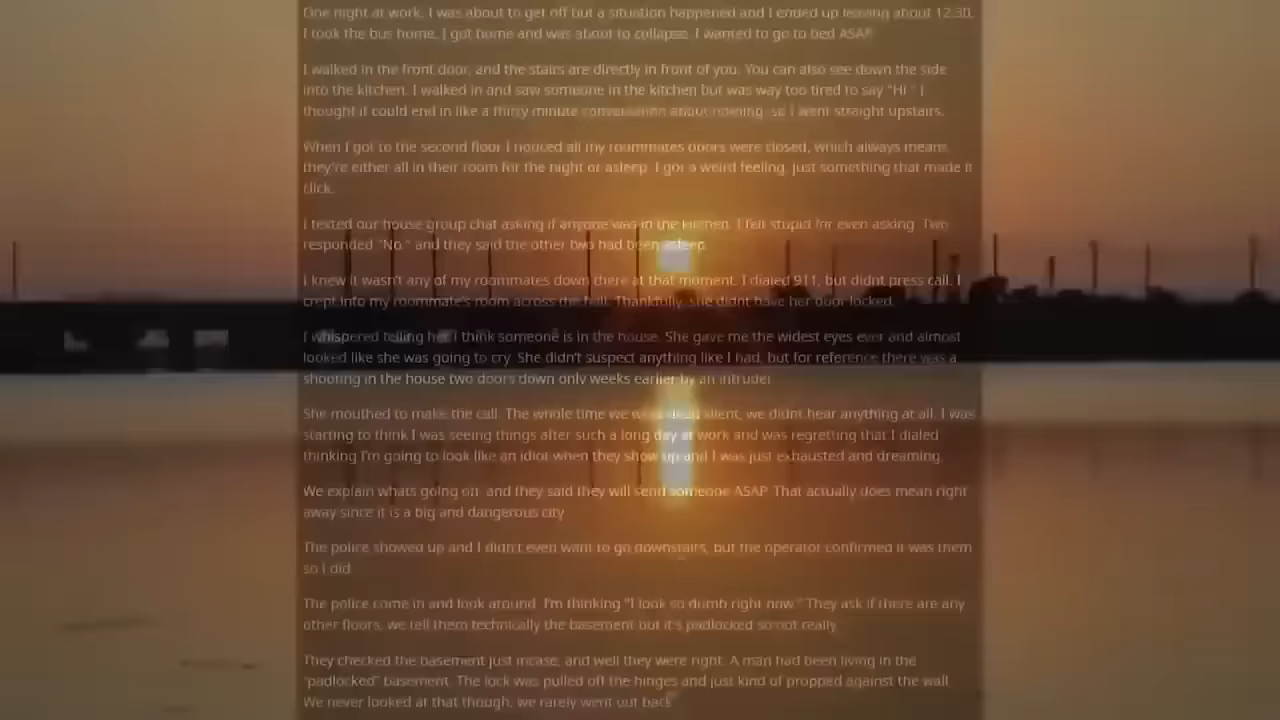 One night at work, I was about to get off but a situation happened and I ended up leaving about 12:30.
I took the bus home. I got home and was about to collapse. I wanted to go to bed ASAP.
I walked in the front door, and the stairs are directly in front of you. You can also see down the side
into the kitchen. I walked in and saw someone in the kitchen but was way too tired to say "Hi." I
thought it could end in like a thirty minute conversation about nothing, so I went straight upstairs.
When I got to the second floor I noticed all my roommates doors were closed, which always means
they're either all in their room for the night or asleep. I got a weird feeling, just something that made it
click.
I texted our house group chat asking if anyone was in the kitchen. I felt stupid for even asking. Two
responded "No." and they said the other two had been asleep.
I knew it wasn't any of my roommates down there at that moment. I dialed 911, but didnt press call. I
crept into my roommate's room across the hall. Thankfully, she didnt have her door locked.
I whispered telling her I think someone is in the house. She gave me the widest eyes ever and almost
looked like she was going to cry. She didn't suspect anything like I had, but for reference there was a
shooting in the house two doors down only weeks earlier by an intruder.
She mouthed to make the call. The whole time we were dead silent, we didnt hear anything at all. I was
starting to think I was seeing things after such a long day at work and was regretting that I dialed
thinking I'm going to look like an idiot when they show up and I was just exhausted and dreaming.
We explain whats going on and they said they will send someone ASAP. That actually does mean right
away since it is a big and dangerous city
The police showed up and I didn't even want to go downstairs, but the operator confirmed it was them
so I did
The police come in and look around. I'm thinking "I look so dumb right now." They ask if there are any
other floors, we tell them technically the basement but it's padlocked so not really.
They checked the basement just incase, and well they were right. A man had been living in the
"padlocked" basement. The lock was pulled off the hinges and just kind of propped against the wall.
We never looked at that though, we rarely went out back